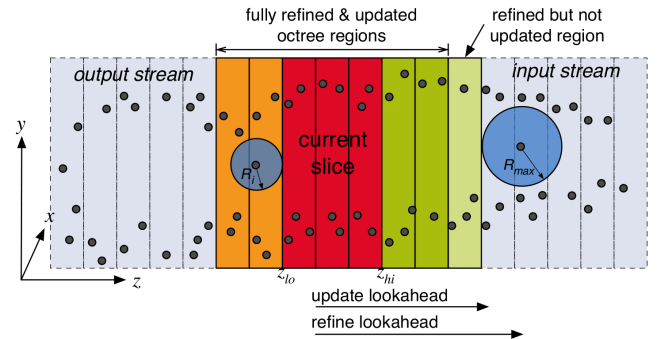 fully refined & updated
octree regions
refined but not
updated region
output stream
input stream
current
slice
y
x
z
R_i
R_max
z_lo
z_hi
update lookahead
refine lookahead